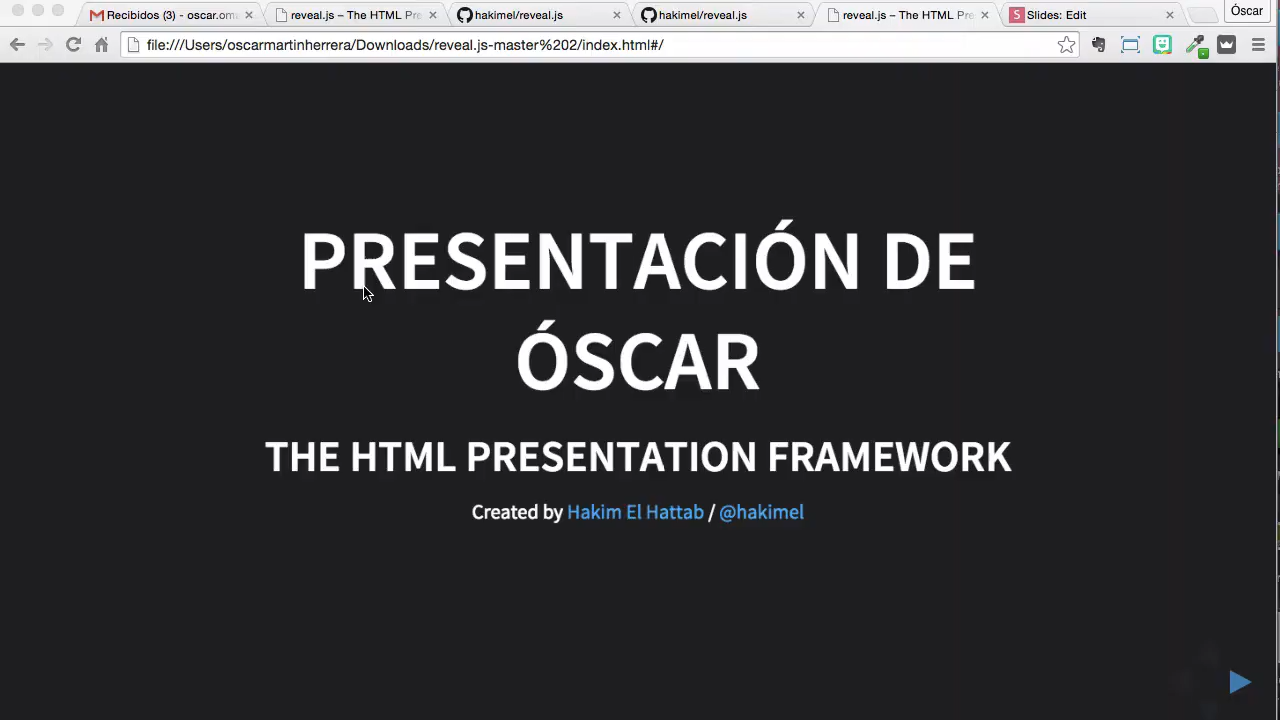 Recibidos (3) - oscar.om
reveal.js – The HTML Pre
hakimel/reveal.js
hakimel/reveal.js
reveal.js – The HTML Pre
Slides: Edit
Óscar
file:///Users/oscarmartinherrera/Downloads/reveal.js-master%202/index.html#/
PRESENTACIÓN DE
ÓSCAR
THE HTML PRESENTATION FRAMEWORK
Created by Hakim El Hattab / @hakimel